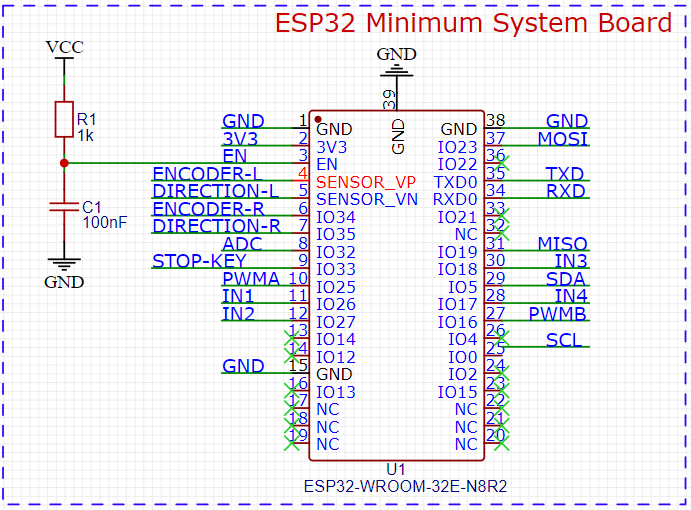 ESP32 Minimum System Board
VCC
R1
1k
C1
100nF
GND
GND
39
GND
GND 1 GND
3V3 2 3V3
EN 3 EN
ENCODER-L 4 SENSOR_VP
DIRECTION-L 5 SENSOR_VN
ENCODER-R 6 IO34
DIRECTION-R 7 IO35
ADC 8 IO32
STOP-KEY 9 IO33
PWMA 10 IO25
IN1 11 IO26
IN2 12 IO27
13 IO14
14 IO12
GND 15 GND
16 IO13
17 NC
18 NC
19 NC
GND 38 GND
IO23 37 MOSI
IO22 36
TXD0 35 TXD
RXD0 34 RXD
IO21 33
NC 32
IO19 31 MISO
IO18 30 IN3
IO5 29 SDA
IO17 28 IN4
IO16 27 PWMB
IO4 26
IO0 25 SCL
IO2 24
IO15 23
NC 22
NC 21
NC 20
U1
ESP32-WROOM-32E-N8R2